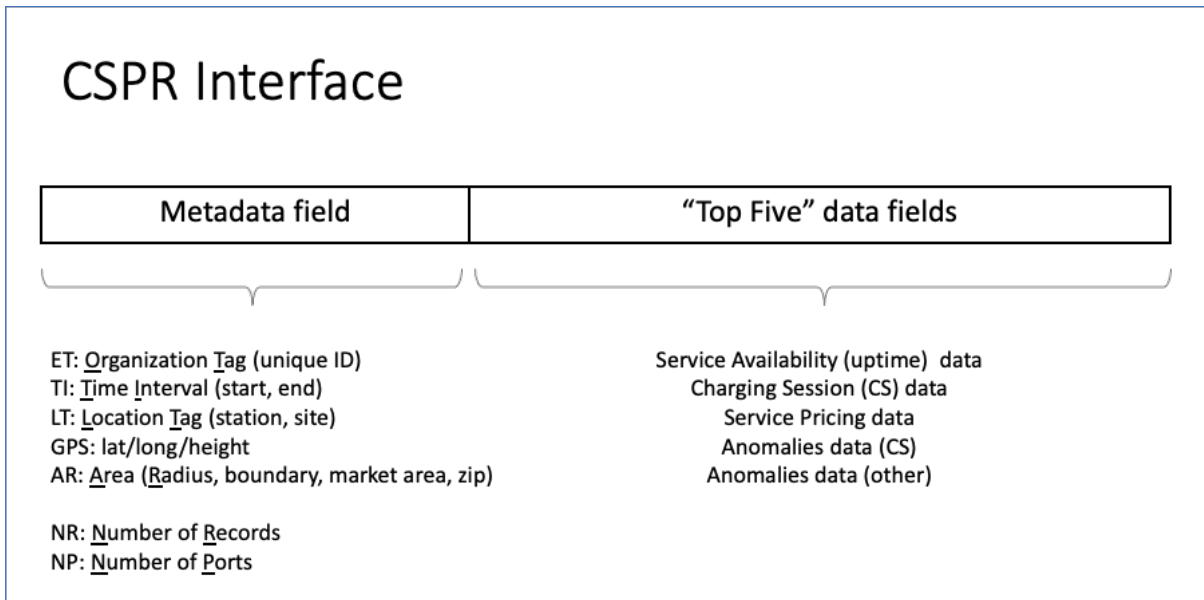 CSPR Interface
Metadata field
“Top Five” data fields
ET: Organization Tag (unique ID)
TI: Time Interval (start, end)
LT: Location Tag (station, site)
GPS: lat/long/height
AR: Area (Radius, boundary, market area, zip)
NR: Number of Records
NP: Number of Ports
Service Availability (uptime) data
Charging Session (CS) data
Service Pricing data
Anomalies data (CS)
Anomalies data (other)